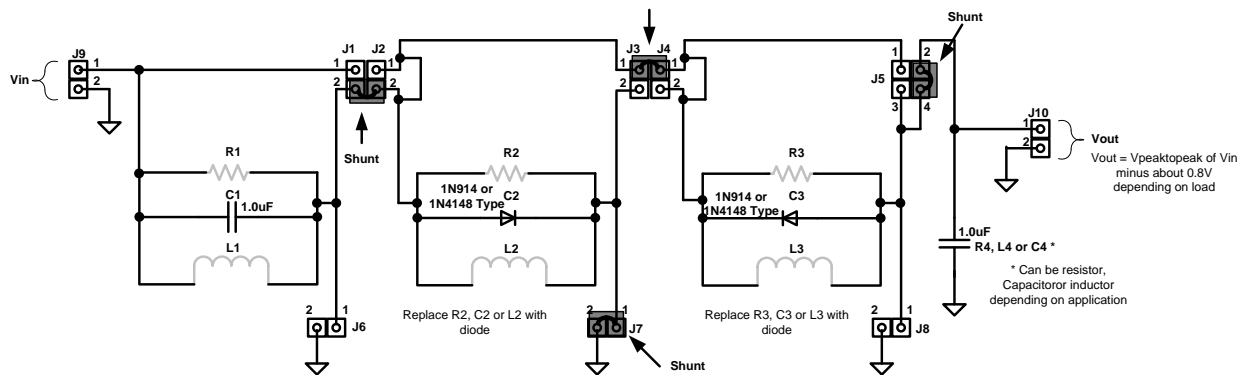 Shunt
J9
J1
J2
J3
J4
1
2
Vin
1
2
1
1
2
2
1
1
2
2
J5
3
4
J10
1
2
Vout
Vout = Vpeaktopeak of Vin
minus about 0.8V
depending on load
Shunt
R1
C1
1.0uF
L1
R2
1N914 or
1N4148 Type
C2
L2
R3
1N914 or
1N4148 Type
C3
L3
1.0uF
R4, L4 or C4 *
* Can be resistor,
Capacitoror inductor
depending on application
2
1
J6
Replace R2, C2 or L2 with
diode
2
1
J7
Shunt
Replace R3, C3 or L3 with
diode
2
1
J8